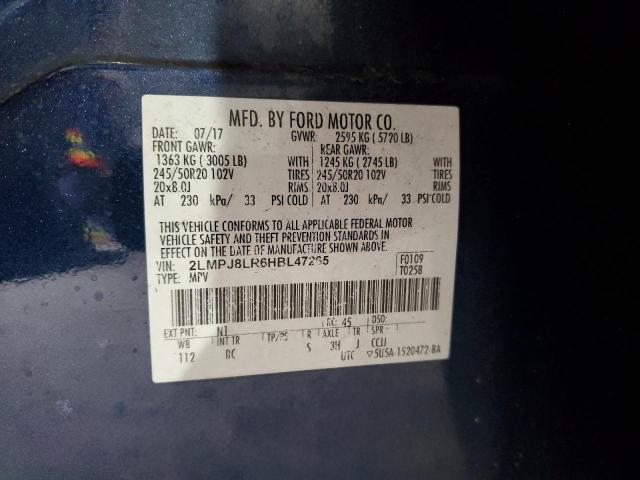 MFD. BY FORD MOTOR CO.
DATE: 07/17 GVWR: 2595 KG ( 5720 LB)
FRONT GAWR: REAR GAWR:
1363 KG ( 3005 LB) WITH 1245 KG ( 2745 LB) WITH
245/50R20 102V TIRES 245/50R20 102V TIRES
20x8.0J RIMS 20x8.0J RIMS
AT 230 kPa/ 33 PSI COLD AT 230 kPa/ 33 PSI COLD
THIS VEHICLE CONFORMS TO ALL APPLICABLE FEDERAL MOTOR
VEHICLE SAFETY AND THEFT PREVENTION STANDARDS IN
EFFECT ON THE DATE OF MANUFACTURE SHOWN ABOVE.
VIN: 2LMPJ8LR6HBL47265 F0109
TYPE: MPV T0258
EXT PNT: N1 RC: 45 DSO:
WB INT TR TP/PS R AXLE TR SPR
112 DC S 3H J CCJJ
UTC ▽5U5A-1520472-BA